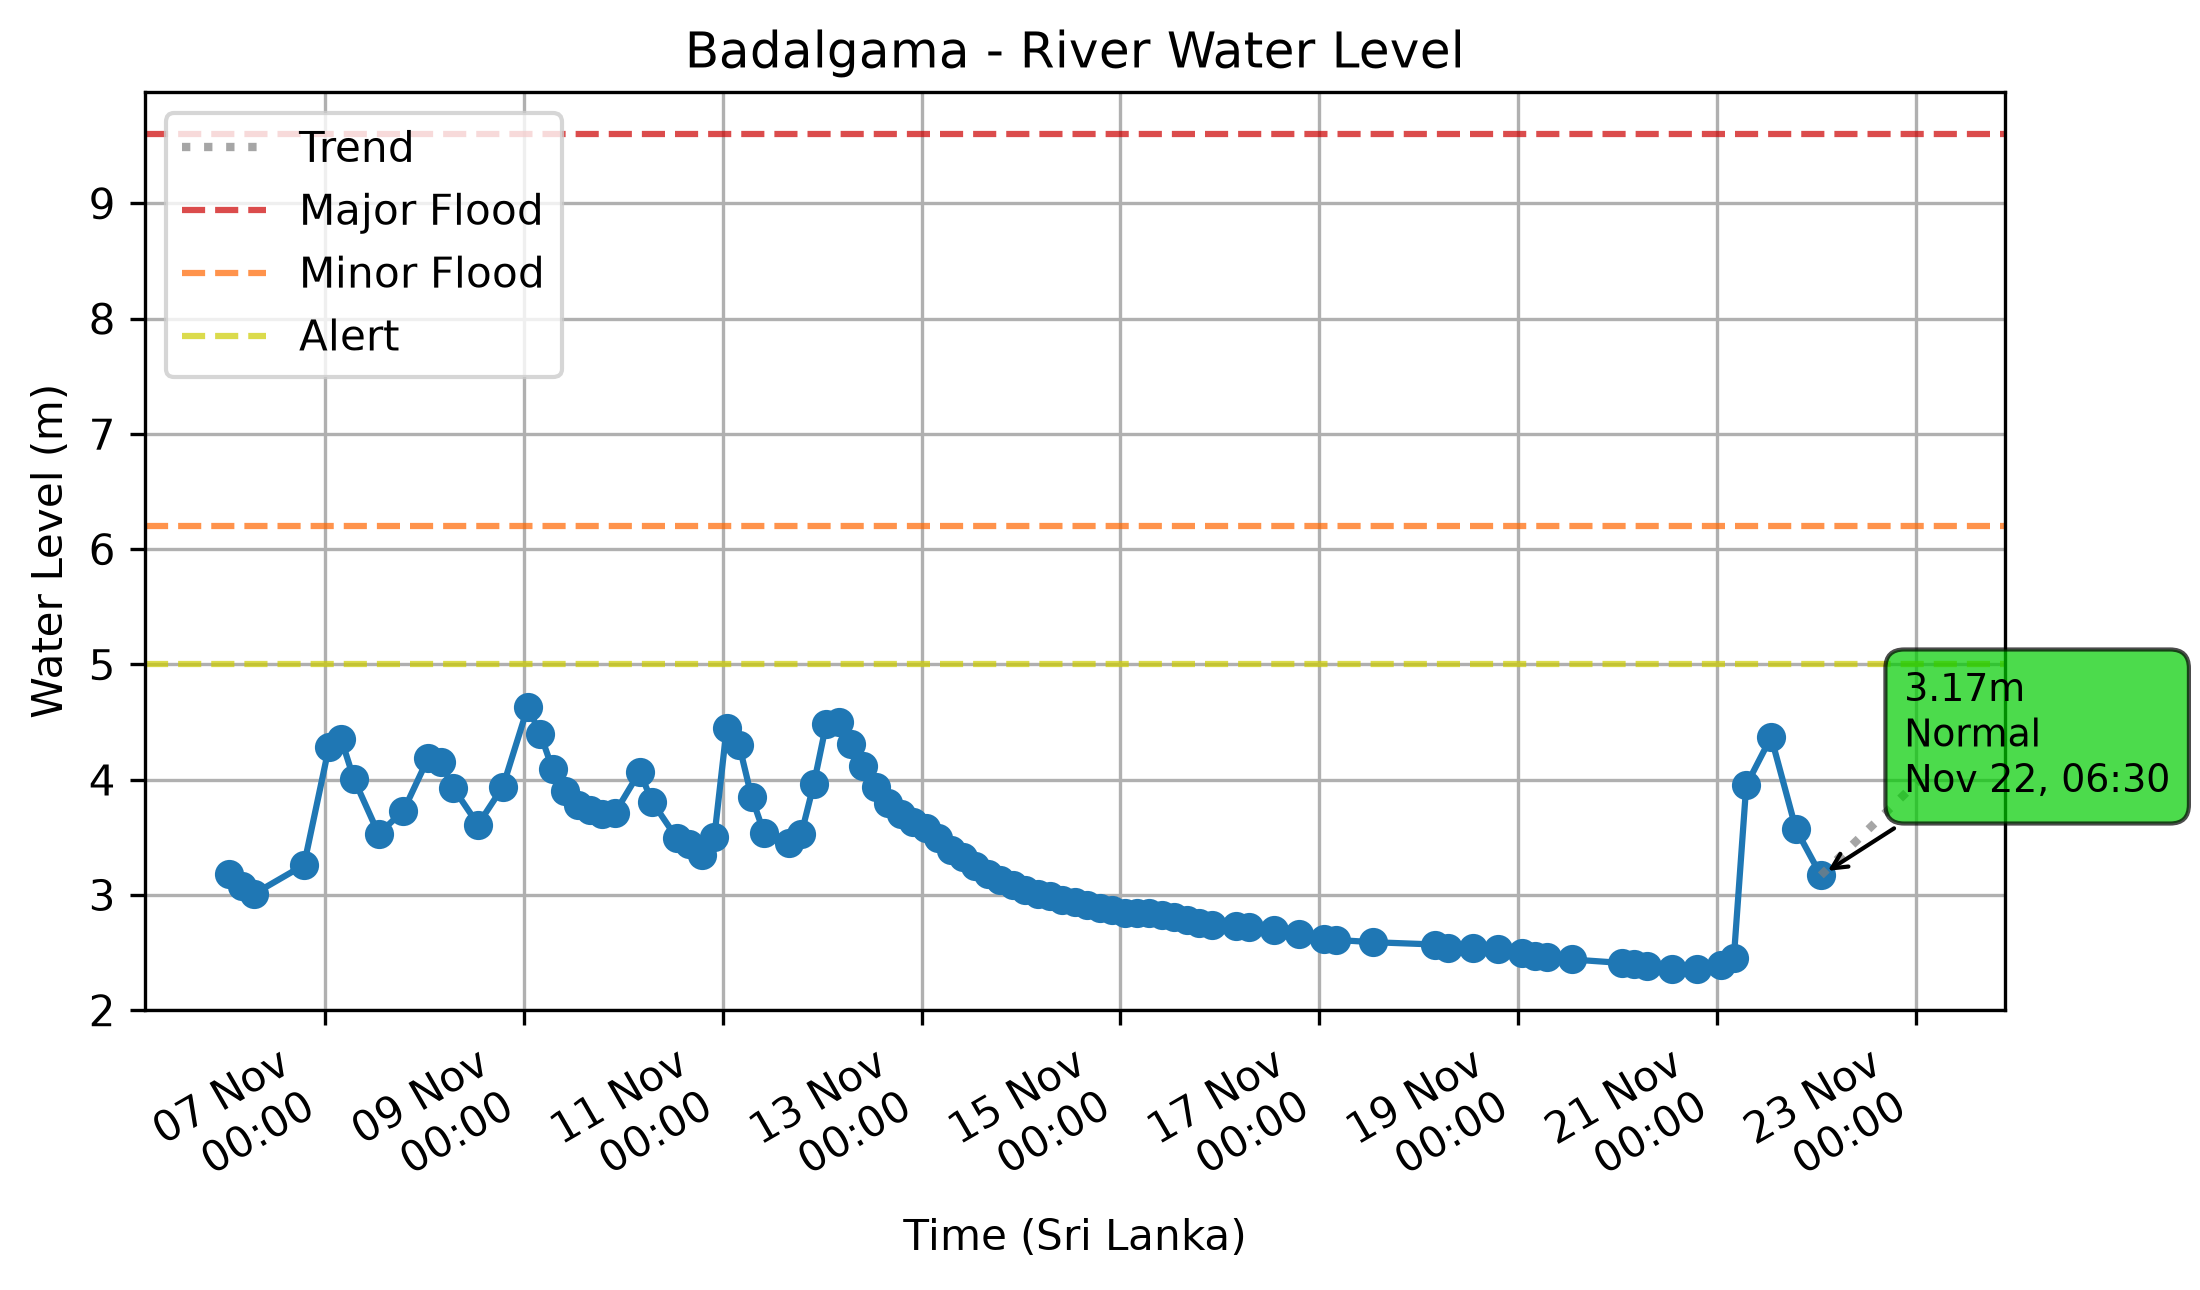 Badalgama - River Water Level
Trend
Major Flood
Minor Flood
Alert
Water Level (m)
9
8
7
6
5
4
3
2
3.17m
Normal
Nov 22, 06:30
07 Nov
00:00
09 Nov
00:00
11 Nov
00:00
13 Nov
00:00
15 Nov
00:00
17 Nov
00:00
19 Nov
00:00
21 Nov
00:00
23 Nov
00:00
Time (Sri Lanka)